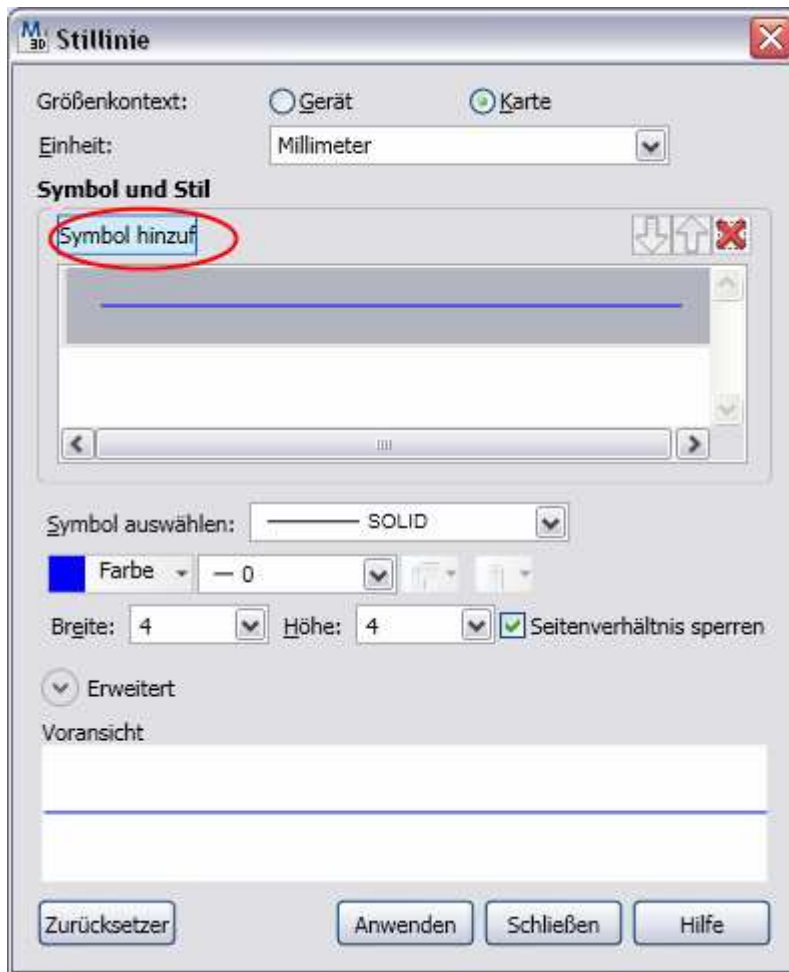 M 3D Stillinie
Größenkontext: Gerät Karte
Einheit: Millimeter
Symbol und Stil
Symbol hinzuf
Symbol auswählen: SOLID
Farbe 0
Breite: 4 Höhe: 4 Seitenverhältnis sperren
Erweitert
Voransicht
Zurücksetzer Anwenden Schließen Hilfe